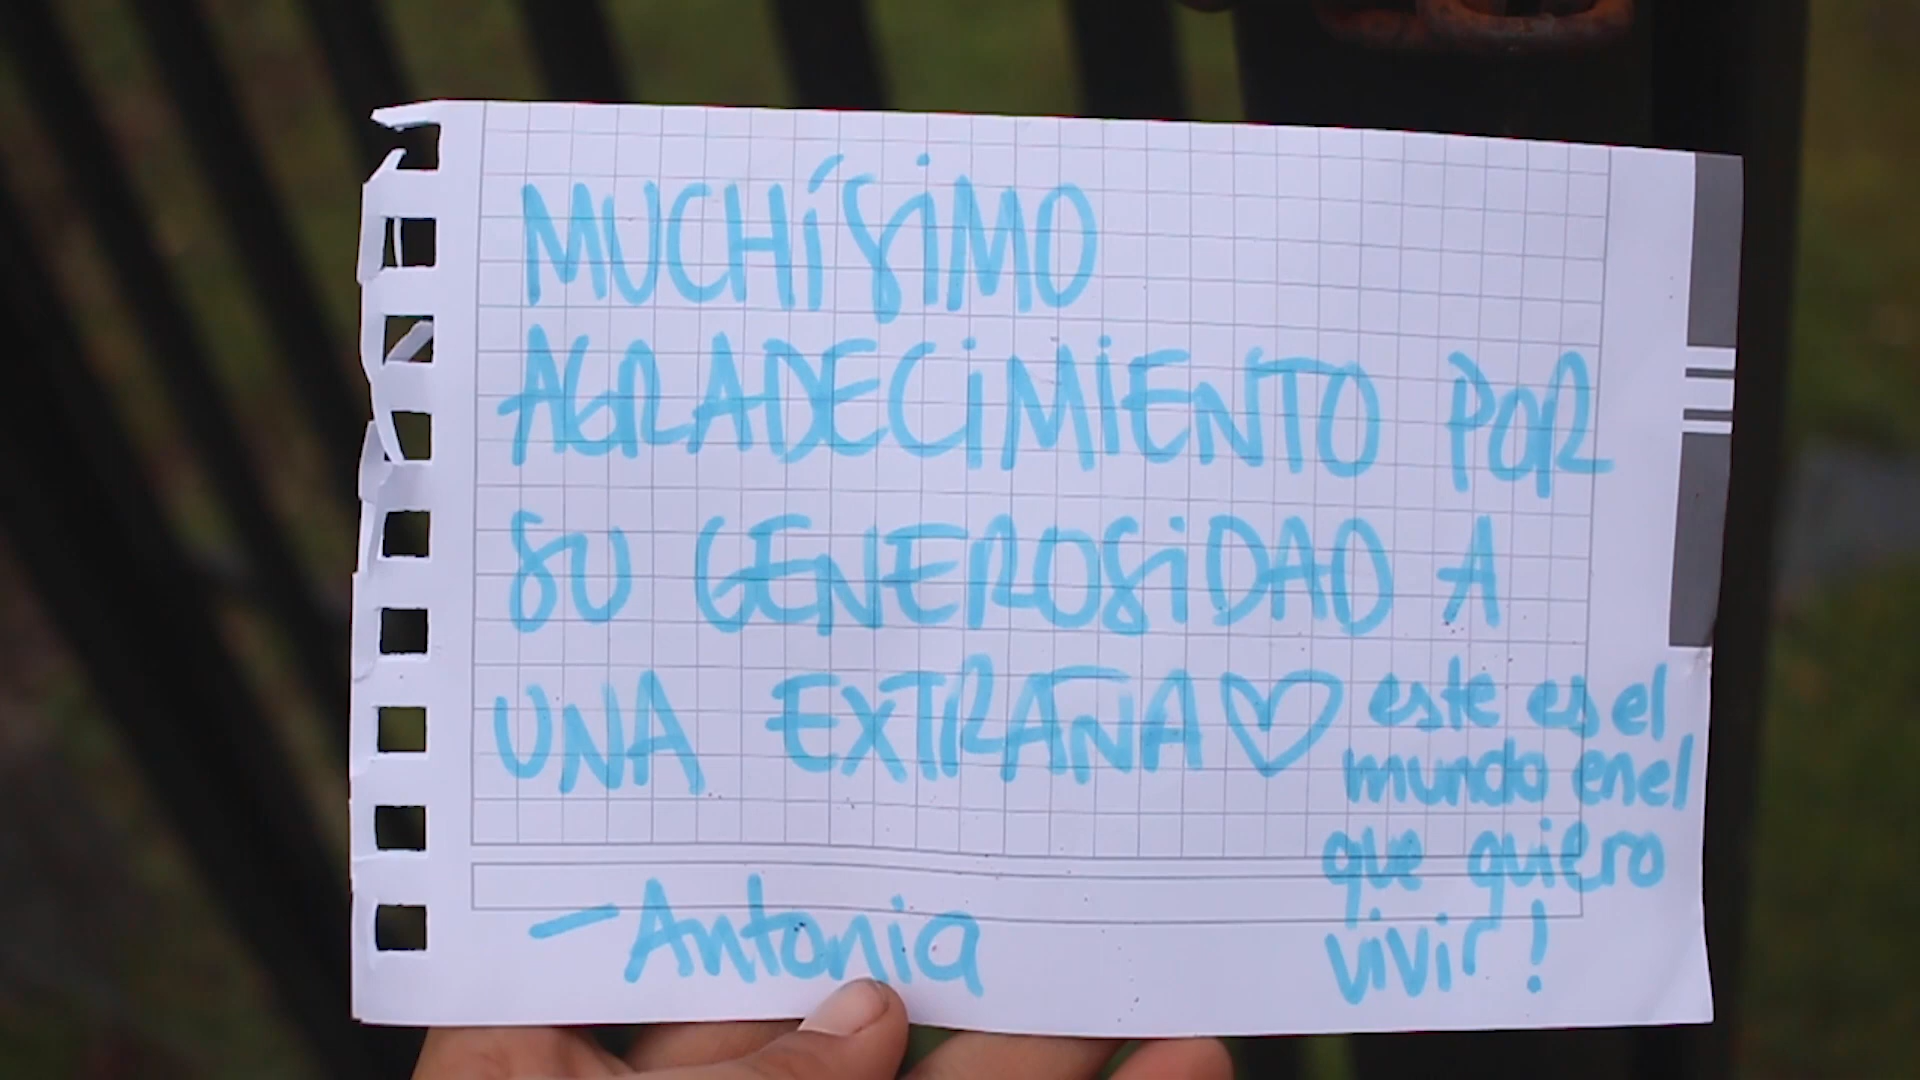 MUCHÍSIMO
AGRADECIMIENTO POR
SU GENEROSIDAD A
UNA EXTRAÑA♡
este es el
mundo en el
que quiero
vivir!
—Antonia